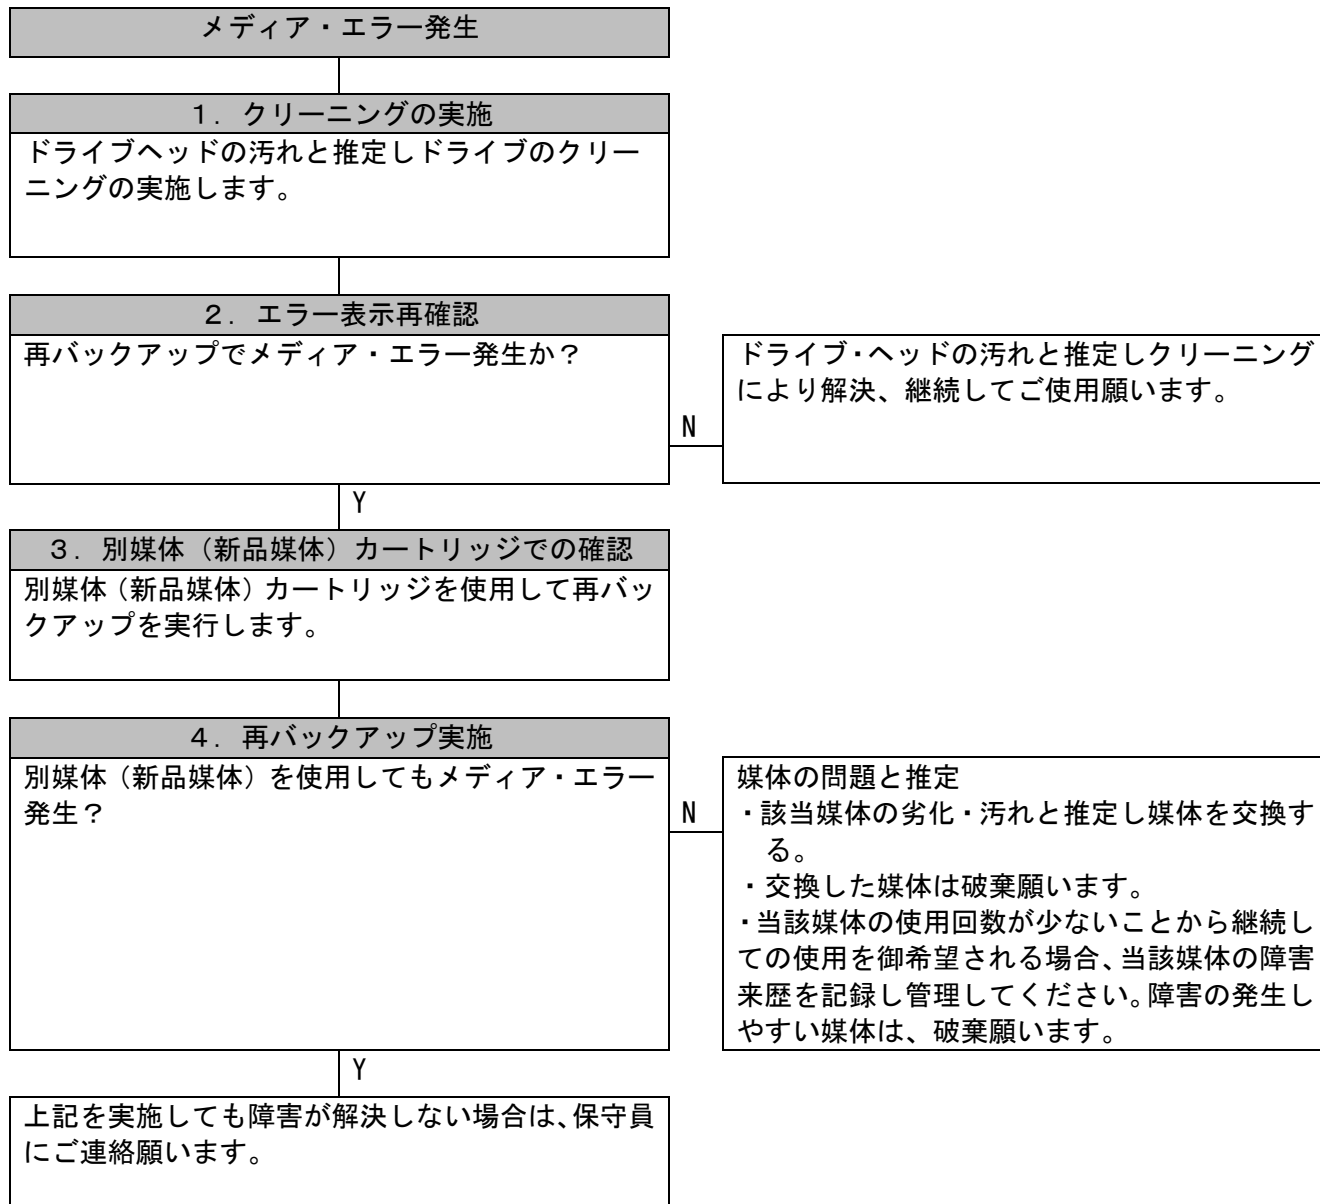 メディア・エラー発生
１．クリーニングの実施
ドライブヘッドの汚れと推定しドライブのクリー
ニングの実施します。
２．エラー表示再確認
再バックアップでメディア・エラー発生か？
ドライブ・ヘッドの汚れと推定しクリーニング
により解決、継続してご使用願います。
N
Y
３．別媒体（新品媒体）カートリッジでの確認
別媒体（新品媒体）カートリッジを使用して再バッ
クアップを実行します。
４．再バックアップ実施
別媒体（新品媒体）を使用してもメディア・エラー
発生？
N
媒体の問題と推定
・該当媒体の劣化・汚れと推定し媒体を交換す
る。
・交換した媒体は破棄願います。
・当該媒体の使用回数が少ないことから継続し
ての使用を御希望される場合、当該媒体の障害
来歴を記録し管理してください。障害の発生し
やすい媒体は、破棄願います。
Y
上記を実施しても障害が解決しない場合は、保守員
にご連絡願います。